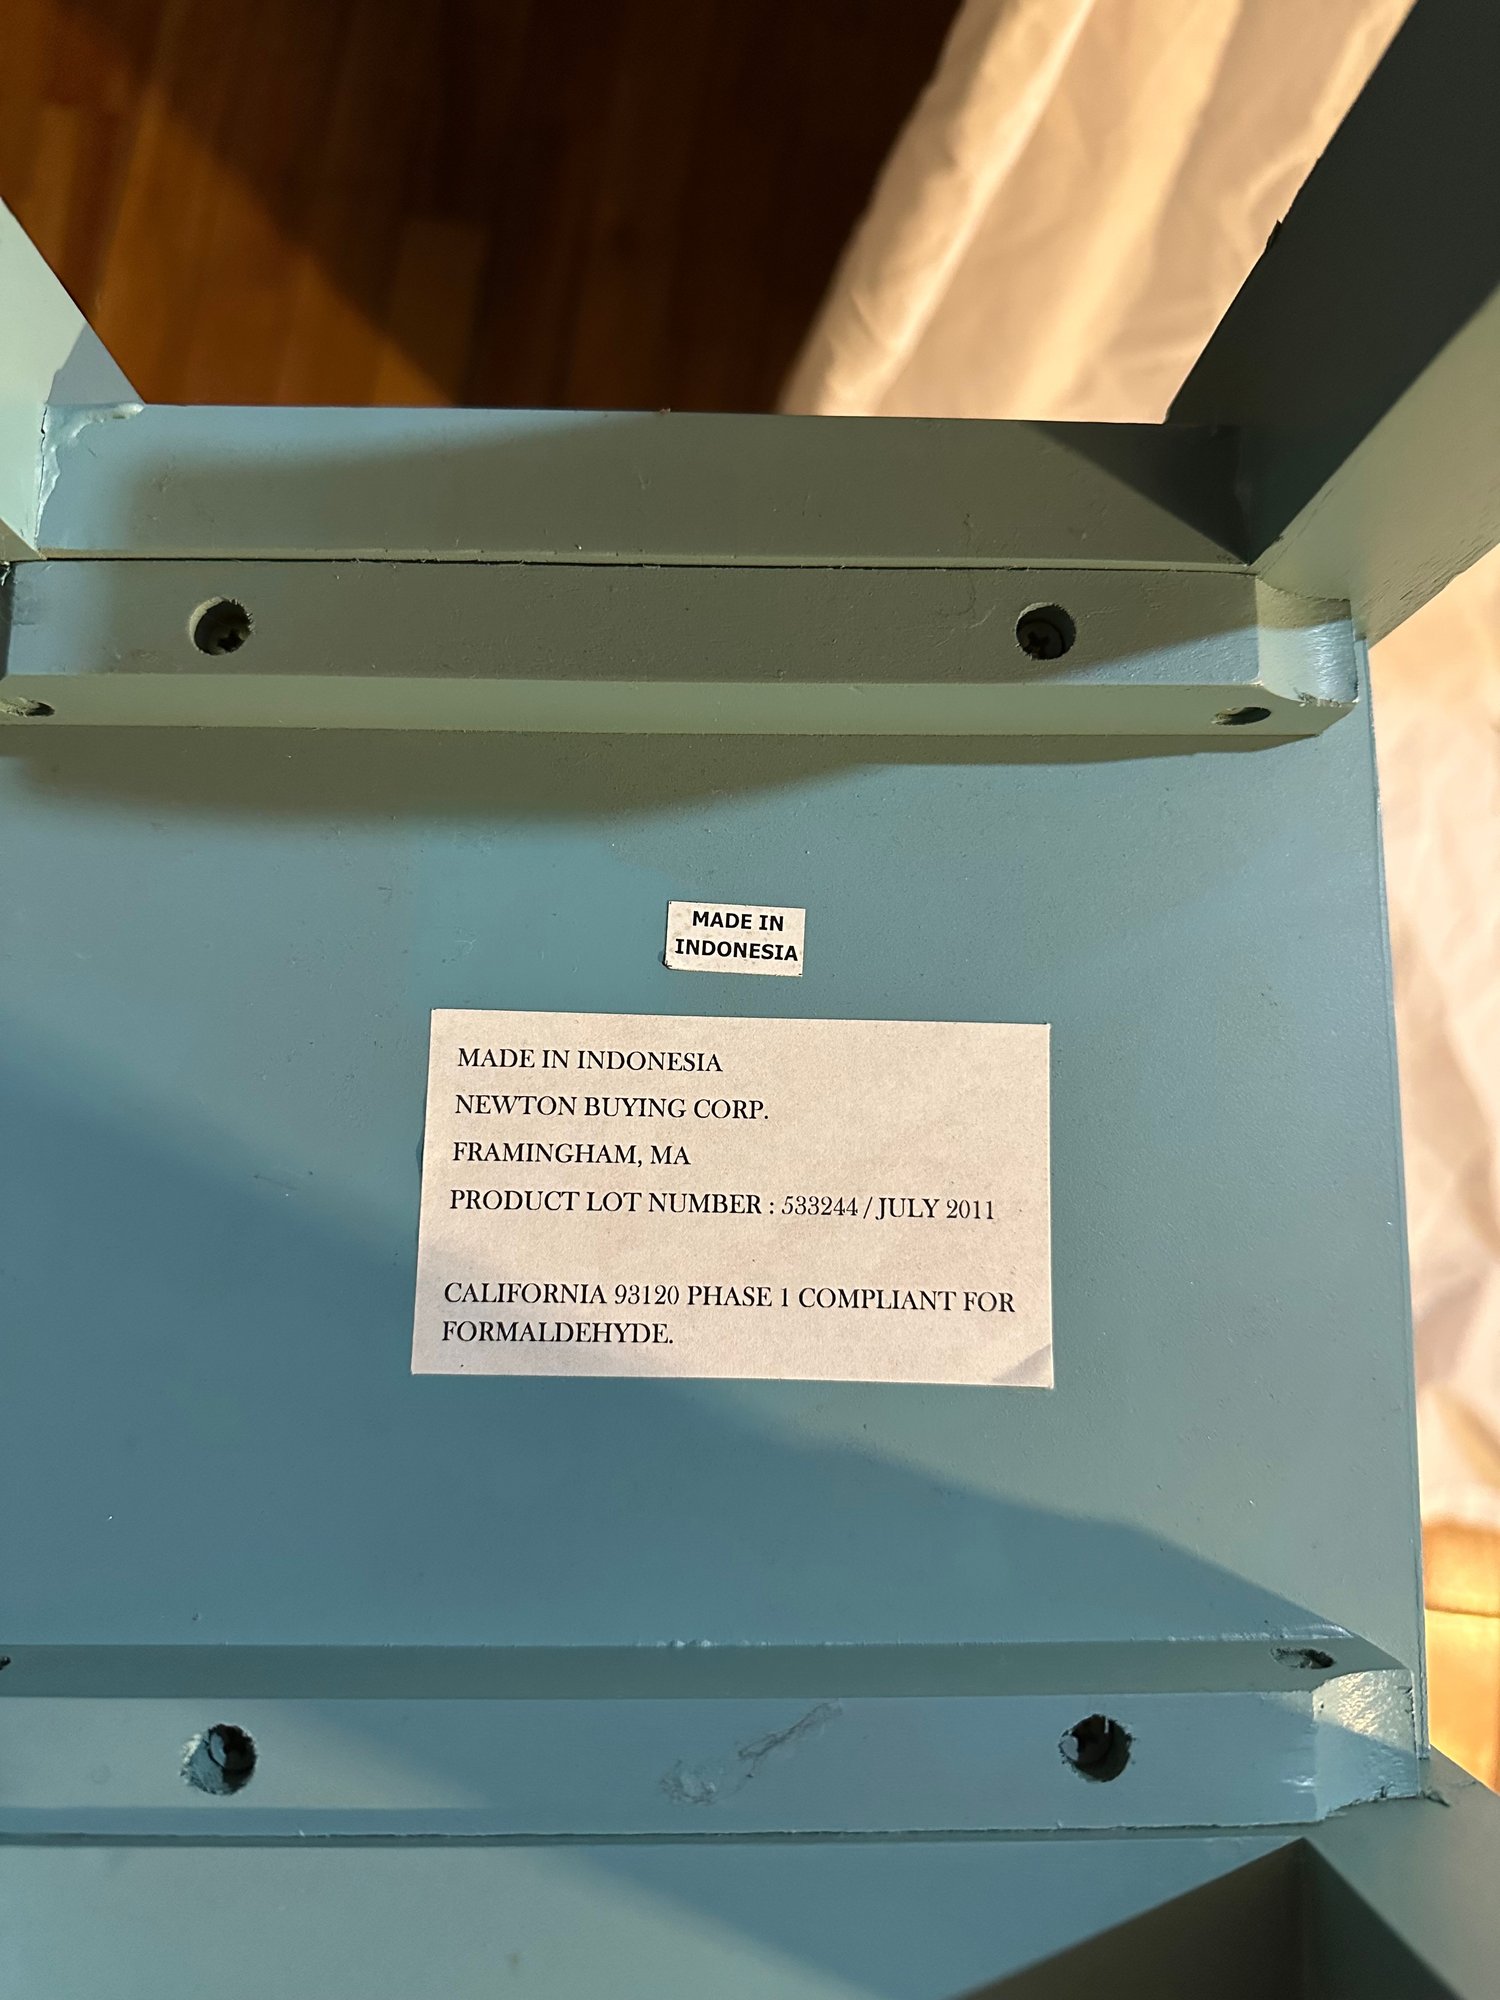 MADE IN
INDONESIA
MADE IN INDONESIA
NEWTON BUYING CORP.
FRAMINGHAM, MA
PRODUCT LOT NUMBER : 533244 / JULY 2011
CALIFORNIA 93120 PHASE 1 COMPLIANT FOR
FORMALDEHYDE.